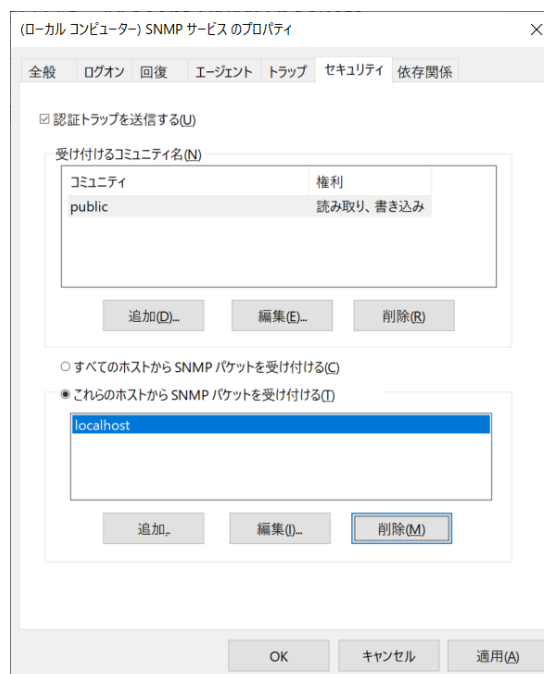 (ローカル コンピューター) SNMP サービス のプロパティ
全般 ログオン 回復 エージェント トラップ セキュリティ 依存関係
認証トラップを送信する(U)
受け付けるコミュニティ名(N)
コミュニティ 権利
public 読み取り、書き込み
追加(D)... 編集(E)... 削除(R)
すべてのホストから SNMP パケットを受け付ける(C)
これらのホストから SNMP パケットを受け付ける(T)
localhost
追加... 編集(I)... 削除(M)
OK キャンセル 適用(A)